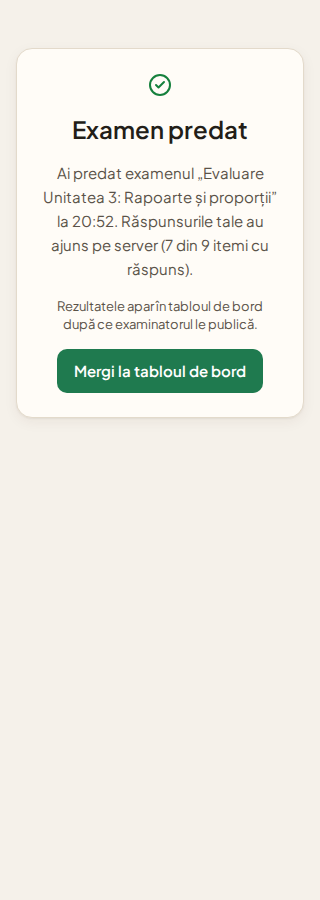 Examen predat
Ai predat examenul „Evaluare
Unitatea 3: Rapoarte și proporții”
la 20:52. Răspunsurile tale au
ajuns pe server (7 din 9 itemi cu
răspuns).
Rezultatele apar în tabloul de bord
după ce examinatorul le publică.
Mergi la tabloul de bord